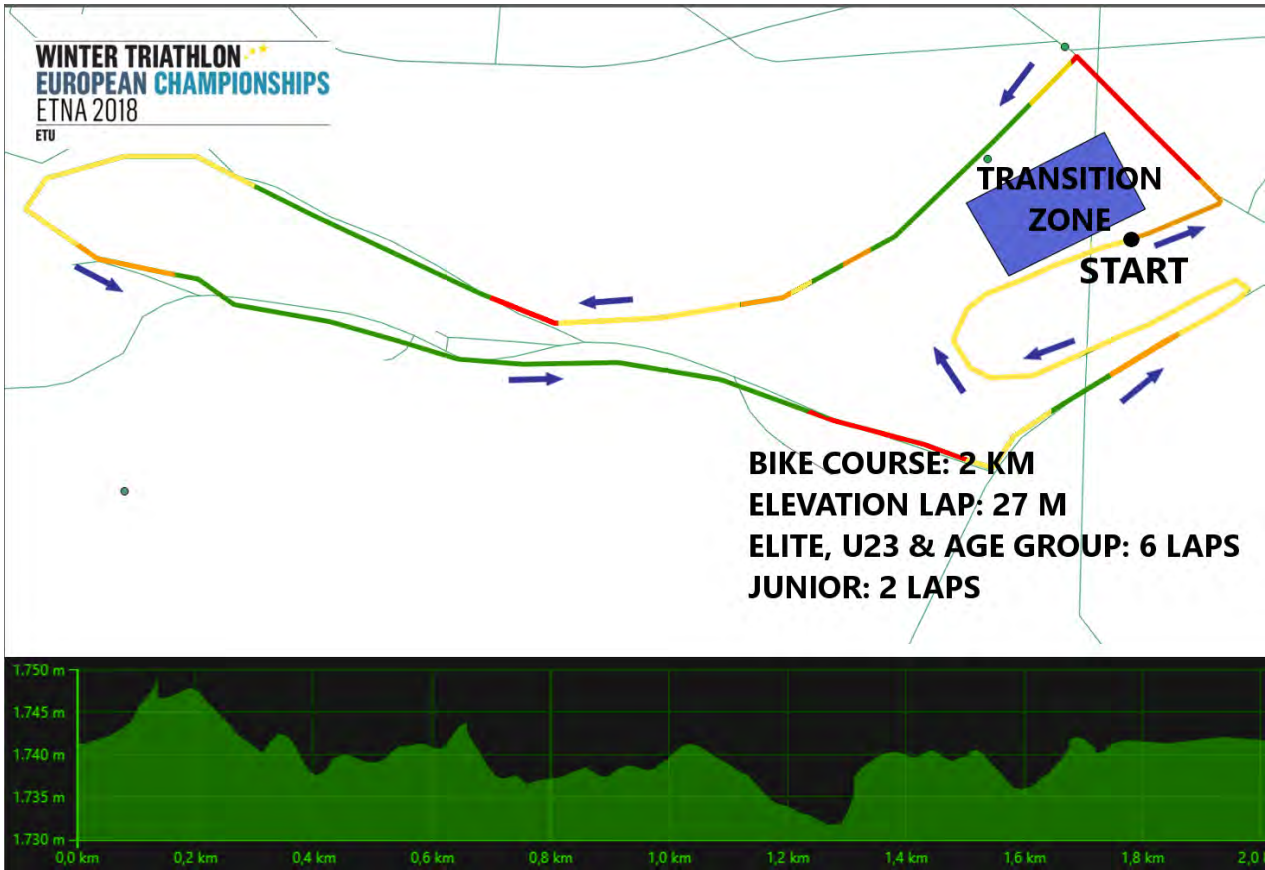 WINTER TRIATHLON
EUROPEAN CHAMPIONSHIPS
ETNA 2018
ETU
TRANSITION
ZONE
START
BIKE COURSE: 2 KM
ELEVATION LAP: 27 M
ELITE, U23 & AGE GROUP: 6 LAPS
JUNIOR: 2 LAPS
1.750 m
1.745 m
1.740 m
1.735 m
1.730 m
0,0 km
0,2 km
0,4 km
0,6 km
0,8 km
1,0 km
1,2 km
1,4 km
1,6 km
1,8 km
2,0